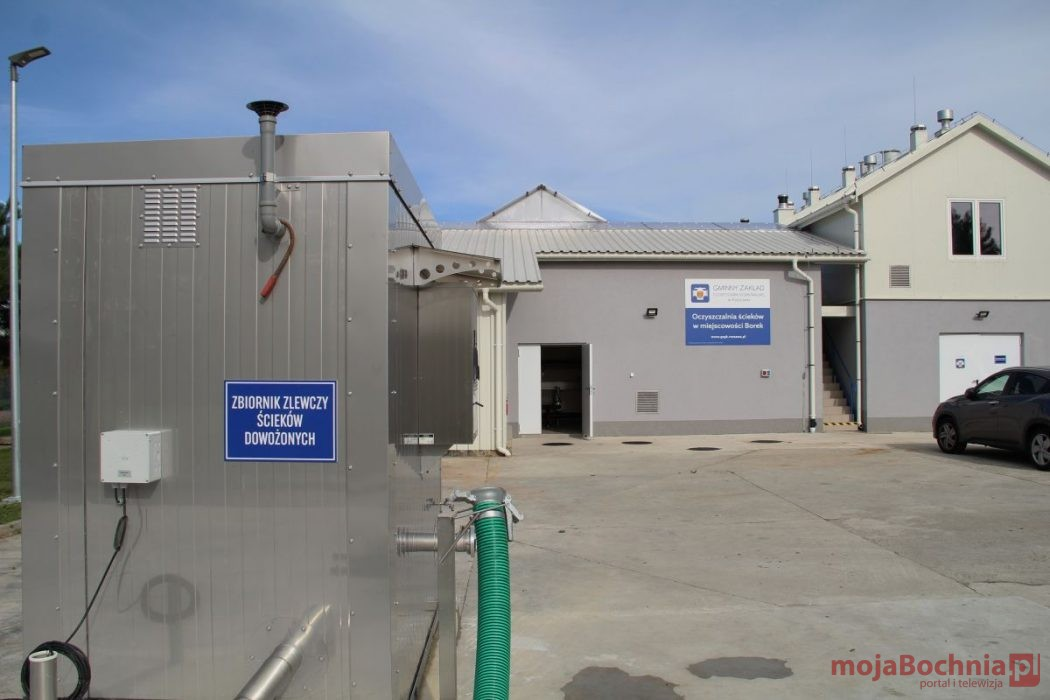 ZBIORNIK ZLEWCZY
ŚCIEKÓW
DOWOŻONYCH
GMINNY ZAKŁAD
Oczyszczalnia ścieków
w miejscowości Borek
mojaBochnia.pl
portal i telewizja